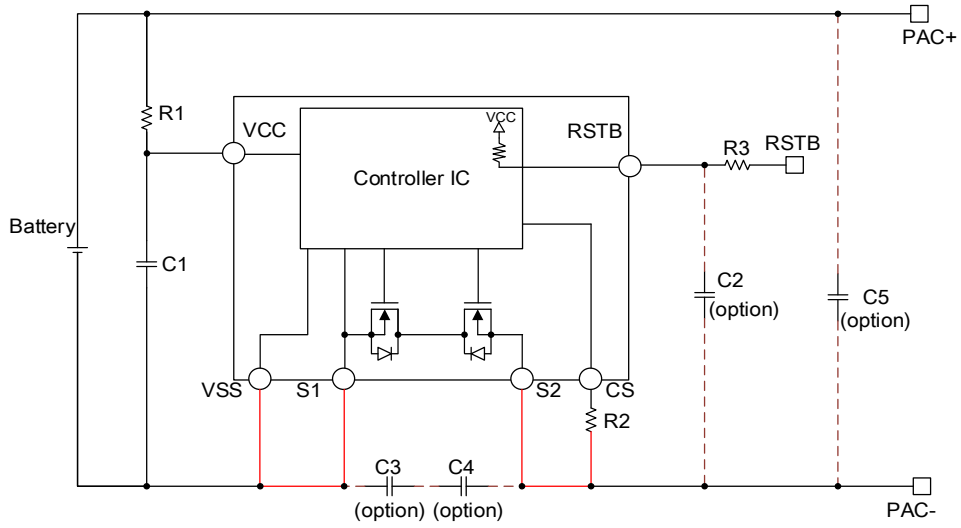 PAC+
R1
VCC
VCC
RSTB
R3
RSTB
Controller IC
Battery
C1
C2
(option)
C5
(option)
VSS
S1
S2
CS
R2
C3
(option)
C4
(option)
PAC-